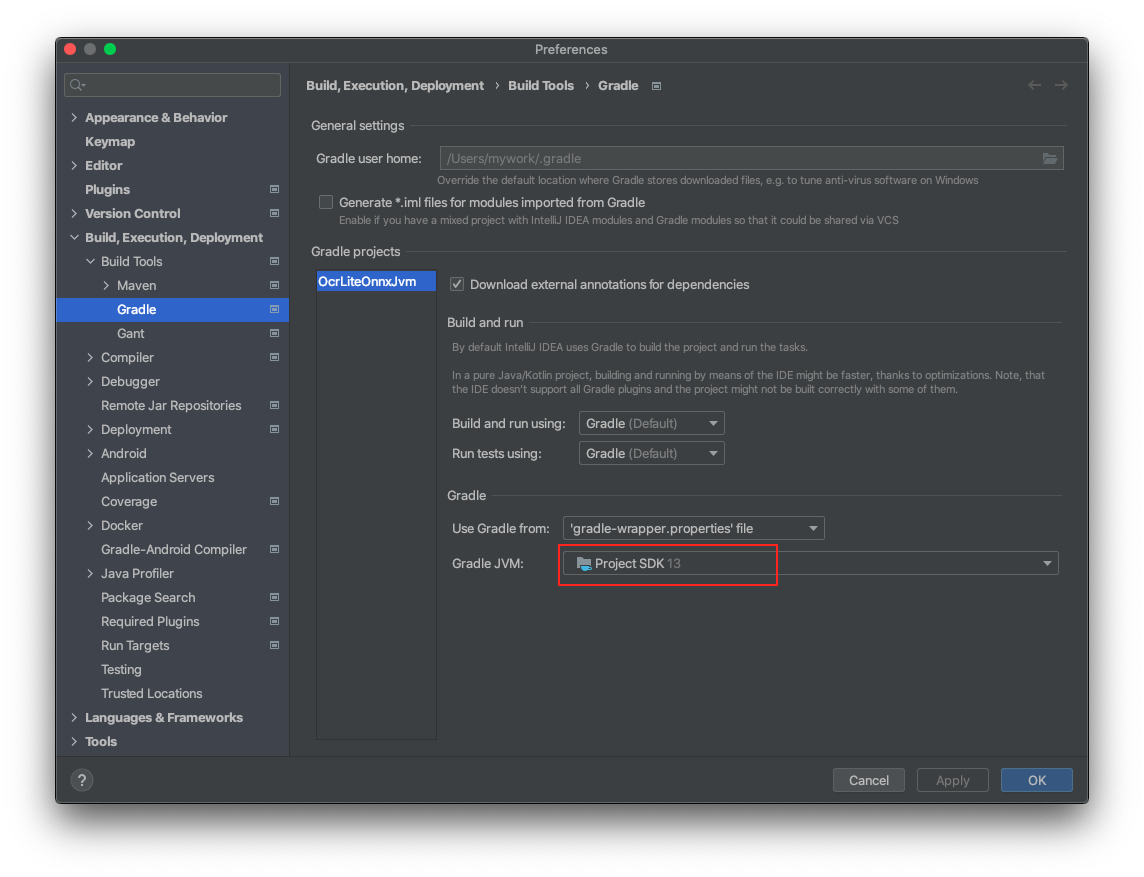 Preferences
Appearance & Behavior
Keymap
Editor
Plugins
Version Control
Build, Execution, Deployment
Build Tools
Maven
Gradle
Gant
Compiler
Debugger
Remote Jar Repositories
Deployment
Android
Application Servers
Coverage
Docker
Gradle-Android Compiler
Java Profiler
Package Search
Required Plugins
Run Targets
Testing
Trusted Locations
Languages & Frameworks
Tools
Build, Execution, Deployment › Build Tools › Gradle
General settings
Gradle user home: /Users/mywork/.gradle
Override the default location where Gradle stores downloaded files, e.g. to tune anti-virus software on Windows
Generate *.iml files for modules imported from Gradle
Enable if you have a mixed project with IntelliJ IDEA modules and Gradle modules so that it could be shared via VCS
Gradle projects
OcrLiteOnnxJvm
Download external annotations for dependencies
Build and run
By default IntelliJ IDEA uses Gradle to build the project and run the tasks.
In a pure Java/Kotlin project, building and running by means of the IDE might be faster, thanks to optimizations. Note, that
the IDE doesn't support all Gradle plugins and the project might not be built correctly with some of them.
Build and run using: Gradle (Default)
Run tests using: Gradle (Default)
Gradle
Use Gradle from: 'gradle-wrapper.properties' file
Gradle JVM: Project SDK 13
?
Cancel
Apply
OK